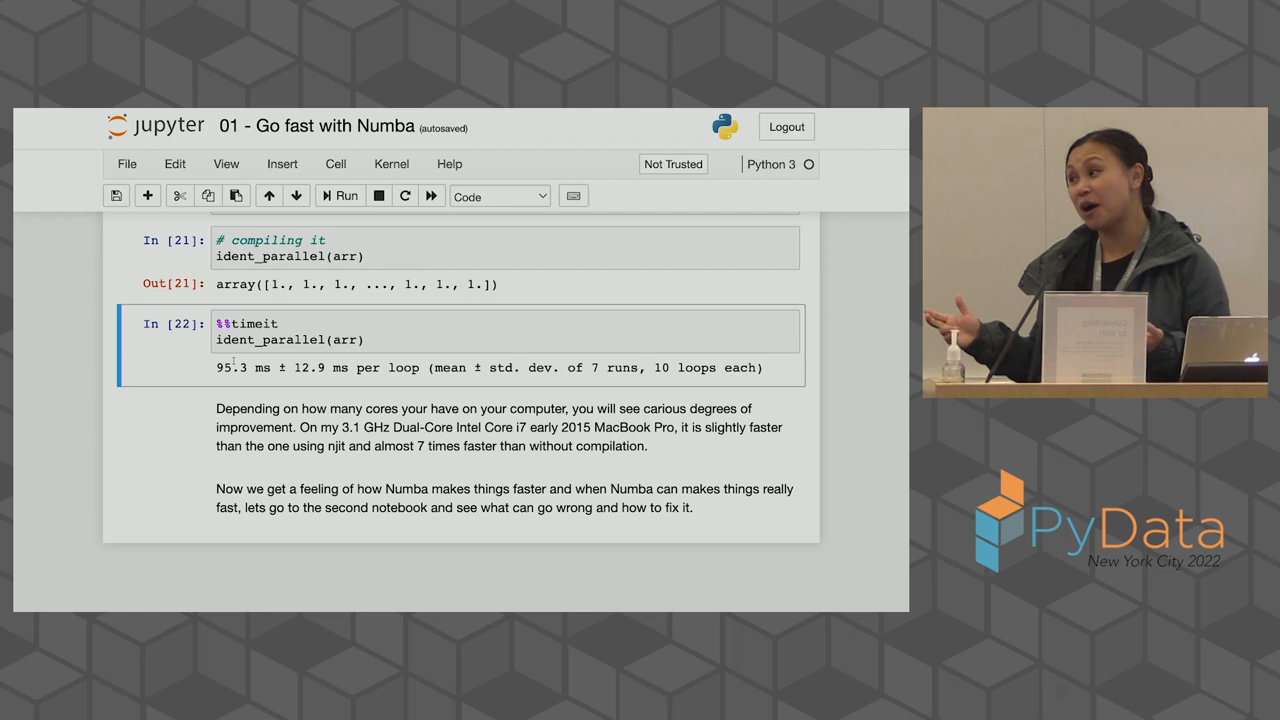 jupyter 01 - Go fast with Numba (autosaved)
Logout
File Edit View Insert Cell Kernel Help
Not Trusted
Python 3
Run
Code
In [21]: # compiling it
ident_parallel(arr)
Out[21]: array([1., 1., 1., ..., 1., 1., 1.])
In [22]: %%timeit
ident_parallel(arr)
95.3 ms ± 12.9 ms per loop (mean ± std. dev. of 7 runs, 10 loops each)
Depending on how many cores your have on your computer, you will see carious degrees of
improvement. On my 3.1 GHz Dual-Core Intel Core i7 early 2015 MacBook Pro, it is slightly faster
than the one using njit and almost 7 times faster than without compilation.
Now we get a feeling of how Numba makes things faster and when Numba can makes things really
fast, lets go to the second notebook and see what can go wrong and how to fix it.
PyData
New York City 2022